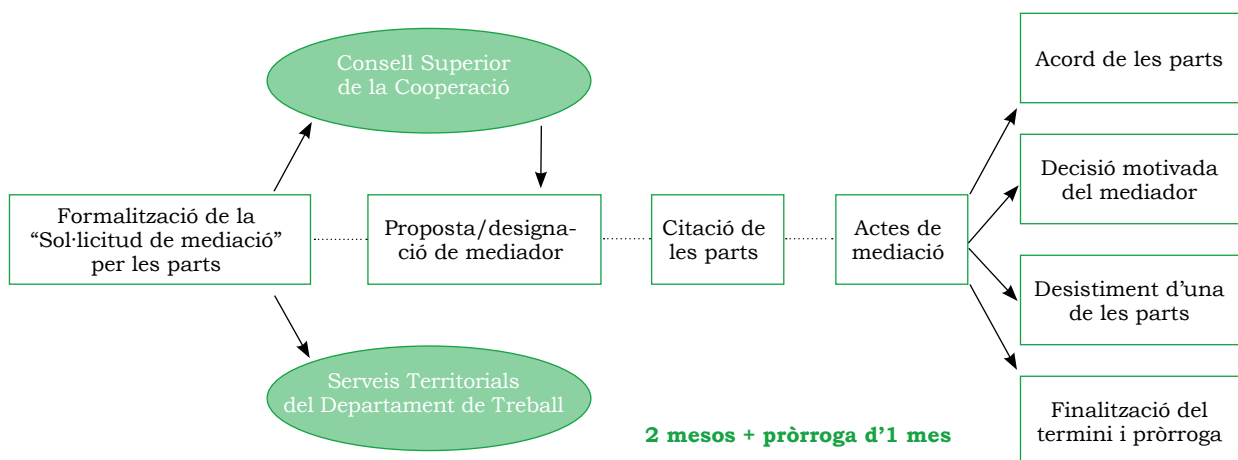 Consell Superior
de la Cooperació
Formalització de la
“Sol·licitud de mediació”
per les parts
Proposta/designa-
ció de mediador
Citació de
les parts
Actes de
mediació
Acord de les parts
Decisió motivada
del mediador
Desistiment d’una
de les parts
Finalització del
termini i pròrroga
Serveis Territorials
del Departament de Treball
2 mesos + pròrroga d’1 mes